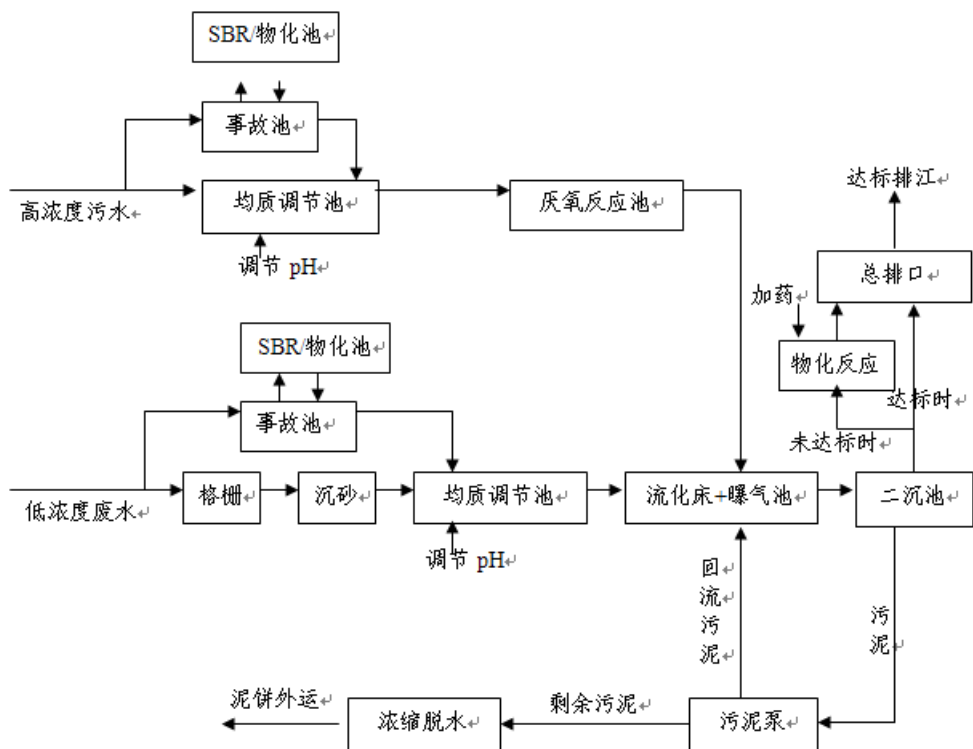 SBR/物化池↵
事故池↵
高浓度污水↵
均质调节池↵
厌氧反应池↵
调节 pH↵
达标排江↵
总排口↵
加药↵
物化反应
达标时↵
未达标时↵
SBR/物化池↵
事故池↵
低浓度废水↵
格栅↵
沉砂↵
均质调节池↵
流化床+曝气池↵
二沉池↵
调节 pH↵
回↵
流↵
污↵
泥↵
污↵
泥↵
泥饼外运↵
浓缩脱水↵
剩余污泥↵
污泥泵↵